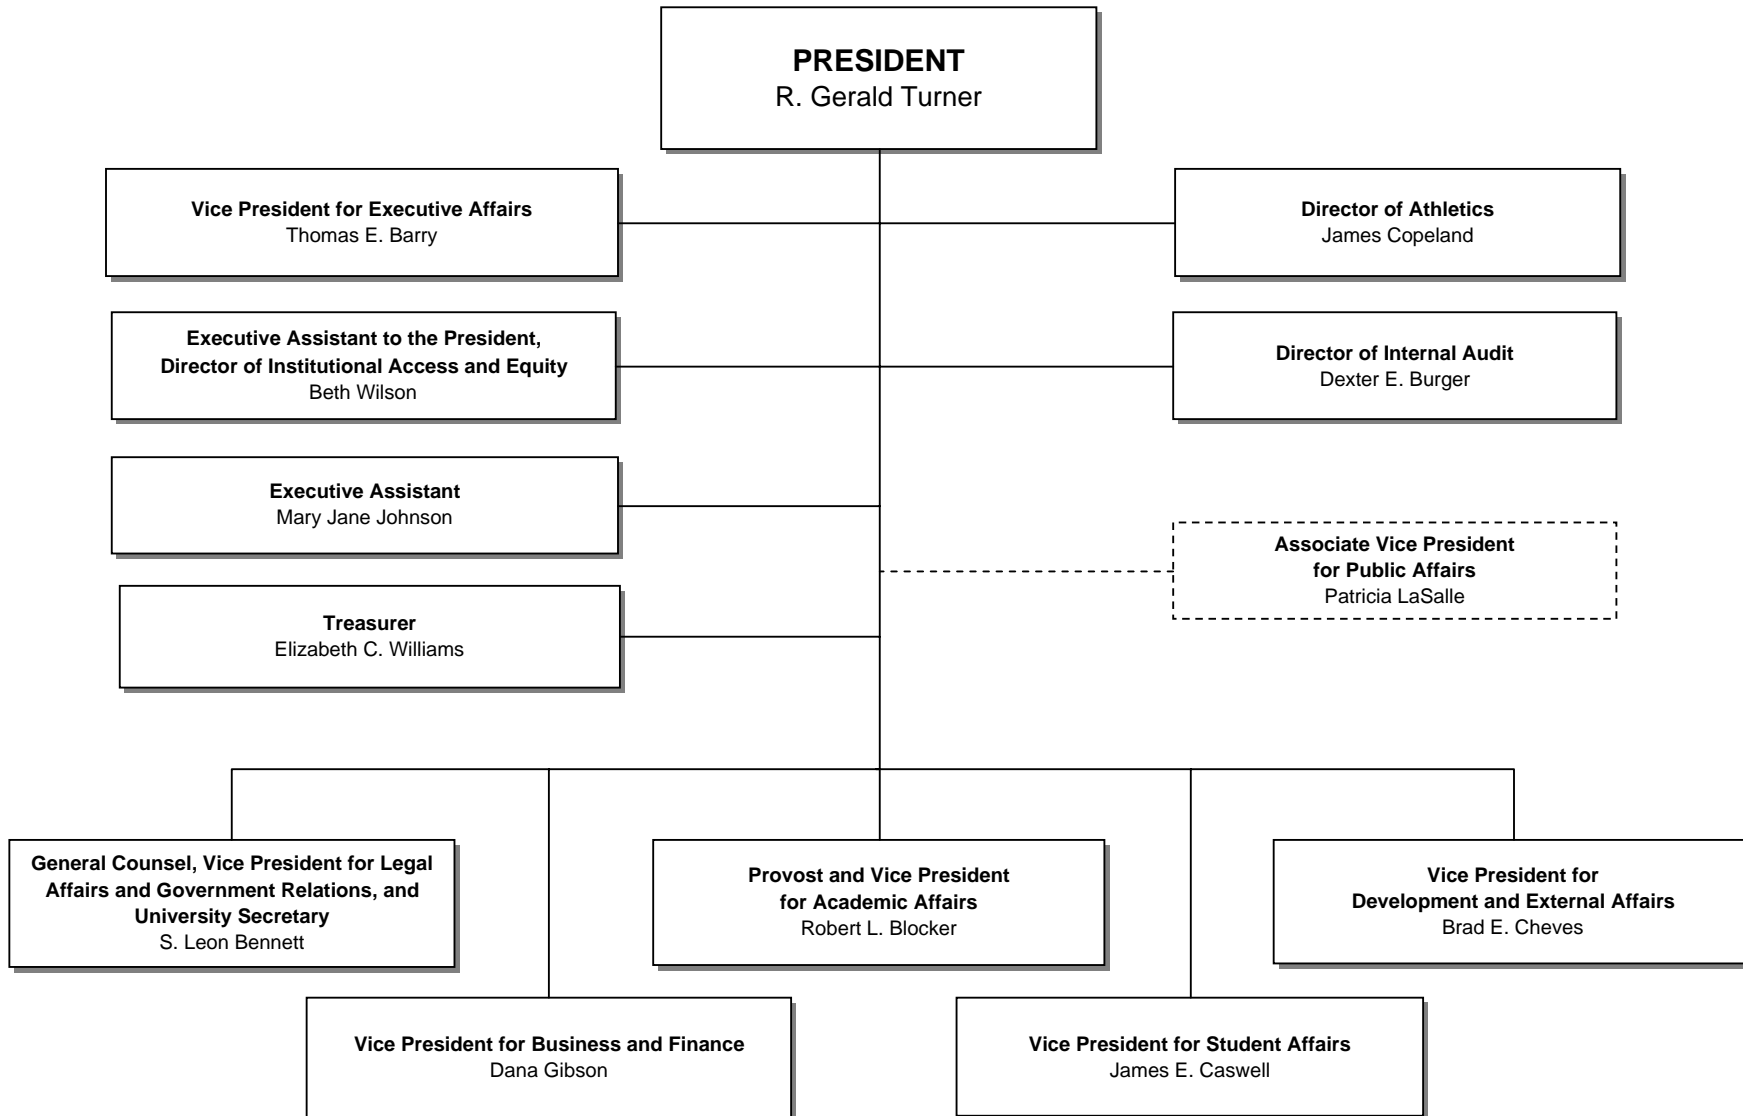 PRESIDENT
R. Gerald Turner
Vice President for Executive Affairs
Thomas E. Barry
Director of Athletics
James Copeland
Executive Assistant to the President,
Director of Institutional Access and Equity
Beth Wilson
Director of Internal Audit
Dexter E. Burger
Executive Assistant
Mary Jane Johnson
Associate Vice President
for Public Affairs
Patricia LaSalle
Treasurer
Elizabeth C. Williams
General Counsel, Vice President for Legal
Affairs and Government Relations, and
University Secretary
S. Leon Bennett
Provost and Vice President
for Academic Affairs
Robert L. Blocker
Vice President for
Development and External Affairs
Brad E. Cheves
Vice President for Business and Finance
Dana Gibson
Vice President for Student Affairs
James E. Caswell